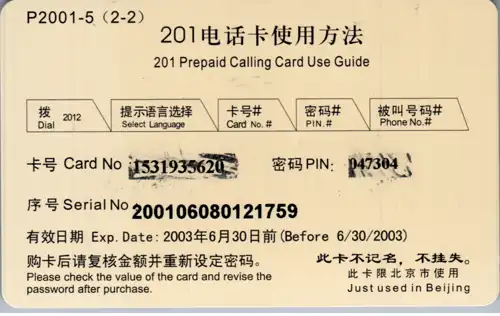 P2001-5（2-2）
201电话卡使用方法
201 Prepaid Calling Card Use Guide
拨 提示语言选择 卡号# 密码# 被叫号码#
Dial 2012 Select Language Card No. # PIN.# Phone No.#
卡号 Card No 1531935620 密码 PIN: 047304
序号 Serial No 200106080121759
有效日期 Exp.Date: 2003年6月30日前(Before 6/30/2003)
购卡后请复核金额并重新设定密码。 此卡不记名，不挂失。
Please check the value of the card and revise the 此卡限北京市使用
password after purchase. Just used in Beijing